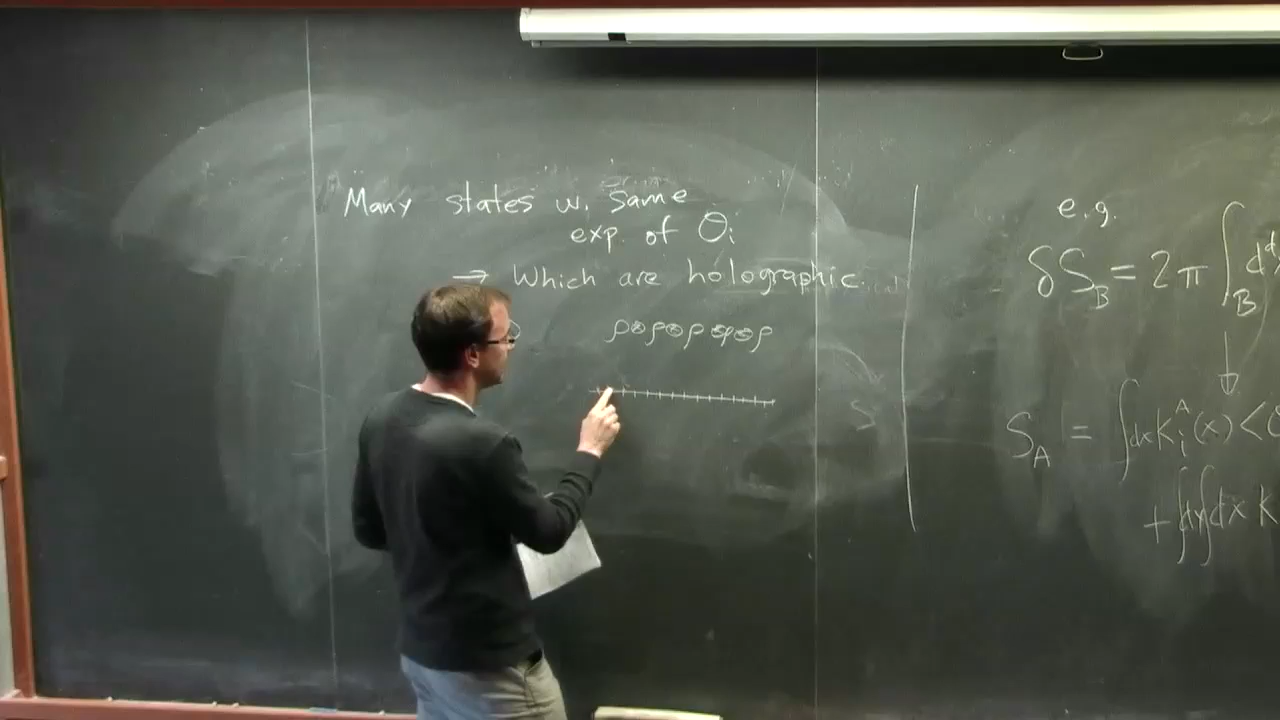 Many states w. same
exp. of Oi
→ Which are holographic.
ρ⊗ρ⊗ρ⊗ρ⊗ρ
e.g.
δS_B = 2π ∫_B d^d
S_A = ∫dx K_i^A(x) <O
+ ∫dy∫dx K